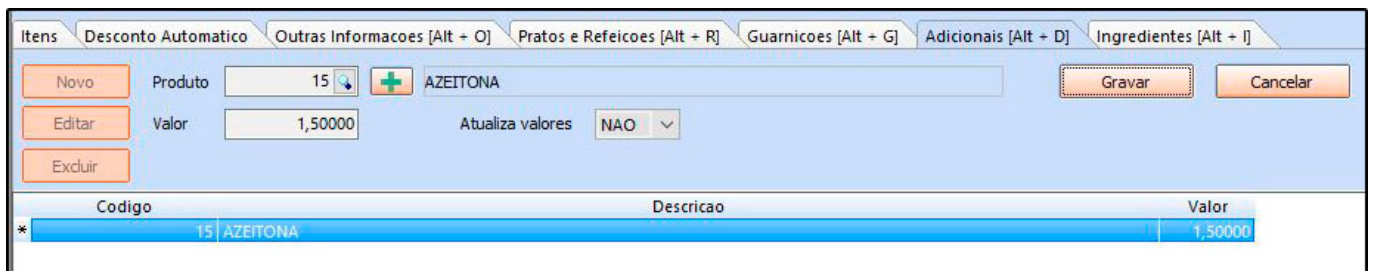 Itens Desconto Automatico Outras Informacoes [Alt + O] Pratos e Refeicoes [Alt + R] Guarnicoes [Alt + G] Adicionais [Alt + D] Ingredientes [Alt + I]
Novo Produto 15 AZEITONA Gravar Cancelar
Editar Valor 1,50000 Atualiza valores NAO
Excluir
Codigo Descricao Valor
* 15 AZEITONA 1,50000